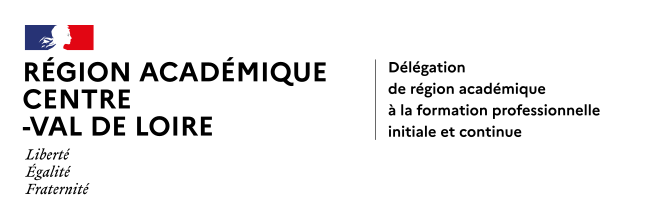 RÉGION ACADÉMIQUE
CENTRE
-VAL DE LOIRE
Liberté
Égalité
Fraternité
Délégation
de région académique
à la formation professionnelle
initiale et continue